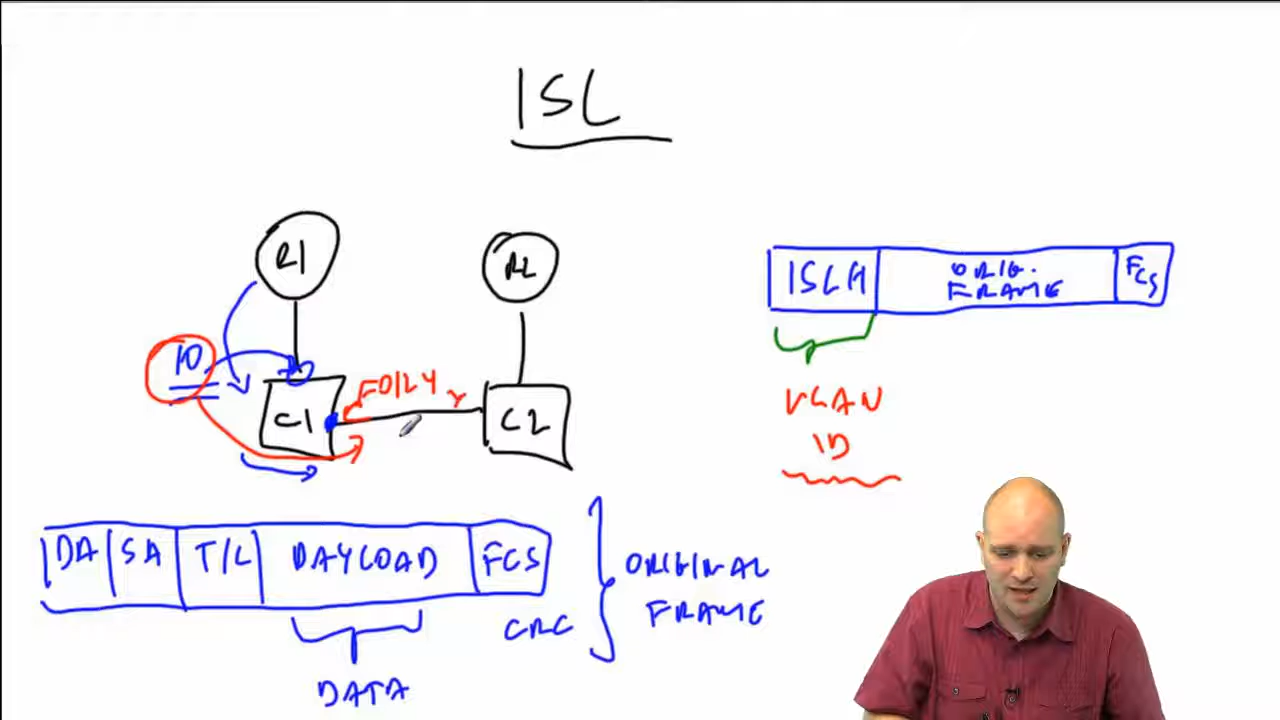 ISL
R1
R2
ISLH
ORIG.
FRAME
FCS
10
F0/24
C1
C2
VLAN
ID
DA
SA
T/L
PAYLOAD
FCS
ORIGINAL
FRAME
CRC
DATA